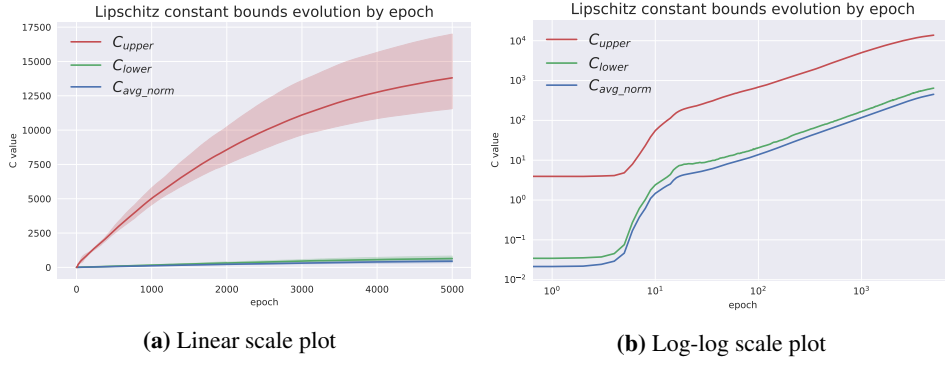 Lipschitz constant bounds evolution by epoch
17500
15000
12500
10000
7500
5000
2500
0
C value
C_upper
C_lower
C_avg_norm
0 1000 2000 3000 4000 5000
epoch
(a) Linear scale plot
Lipschitz constant bounds evolution by epoch
10^4
10^3
10^2
10^1
10^0
10^-1
10^-2
C value
C_upper
C_lower
C_avg_norm
10^0 10^1 10^2 10^3
epoch
(b) Log-log scale plot